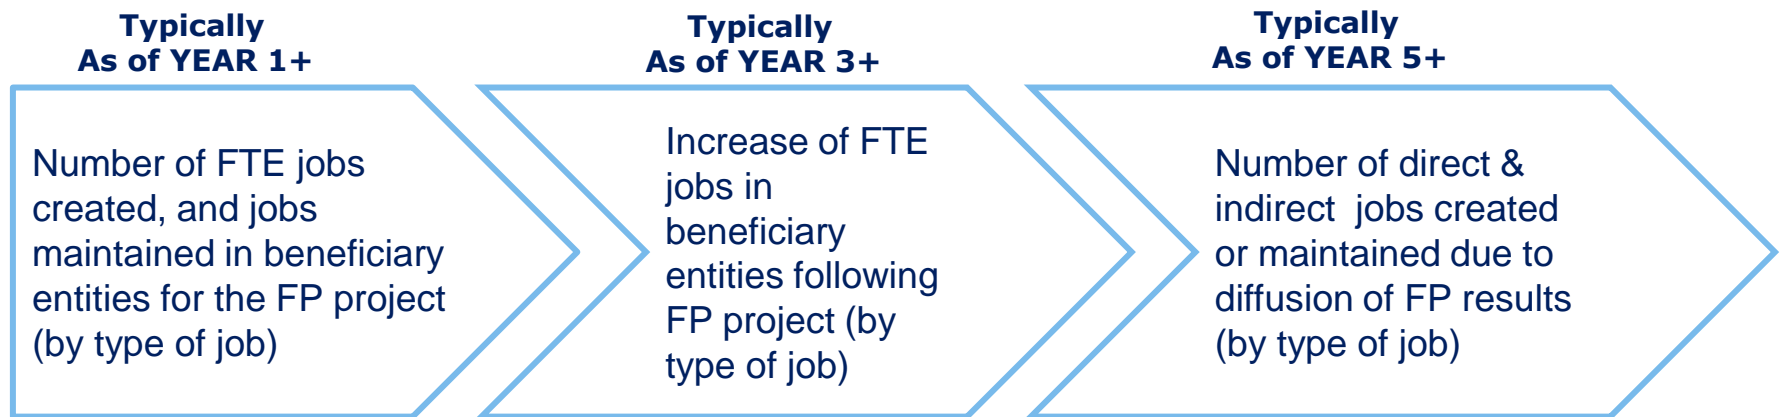 Typically
As of YEAR 1+
Number of FTE jobs
created, and jobs
maintained in beneficiary
entities for the FP project
(by type of job)
Typically
As of YEAR 3+
Increase of FTE
jobs in
beneficiary
entities following
FP project (by
type of job)
Typically
As of YEAR 5+
Number of direct &
indirect jobs created
or maintained due to
diffusion of FP results
(by type of job)